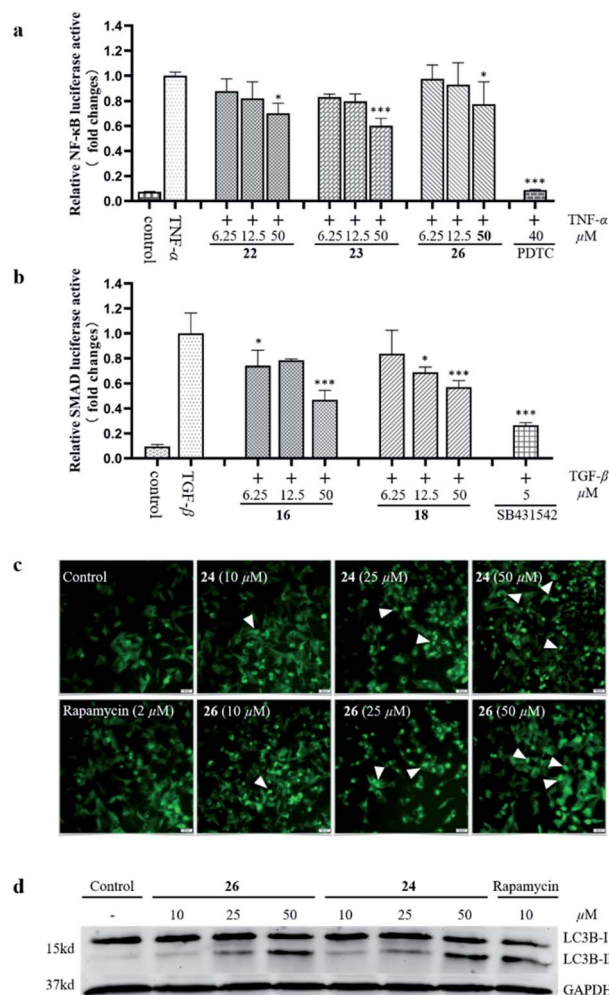 a
Relative NF-κB luciferase active
( fold changes)
1.4
1.2
1.0
0.8
0.6
0.4
0.2
0.0
* *** * ***
control TNF-α + + + + + + + + + + TNF-α
6.25 12.5 50 6.25 12.5 50 6.25 12.5 50 40 μM
22 23 26 PDTC
b
Relative SMAD luciferase active
( fold changes)
1.4
1.2
1.0
0.8
0.6
0.4
0.2
0.0
* *** * *** ***
control TGF-β + + + + + + + TGF-β
6.25 12.5 50 6.25 12.5 50 5 μM
16 18 SB431542
c
Control 24 (10 μM) 24 (25 μM) 24 (50 μM)
Rapamycin (2 μM) 26 (10 μM) 26 (25 μM) 26 (50 μM)
d
Control 26 24 Rapamycin
- 10 25 50 10 25 50 10 μM
15kd LC3B-I
LC3B-II
37kd GAPDH